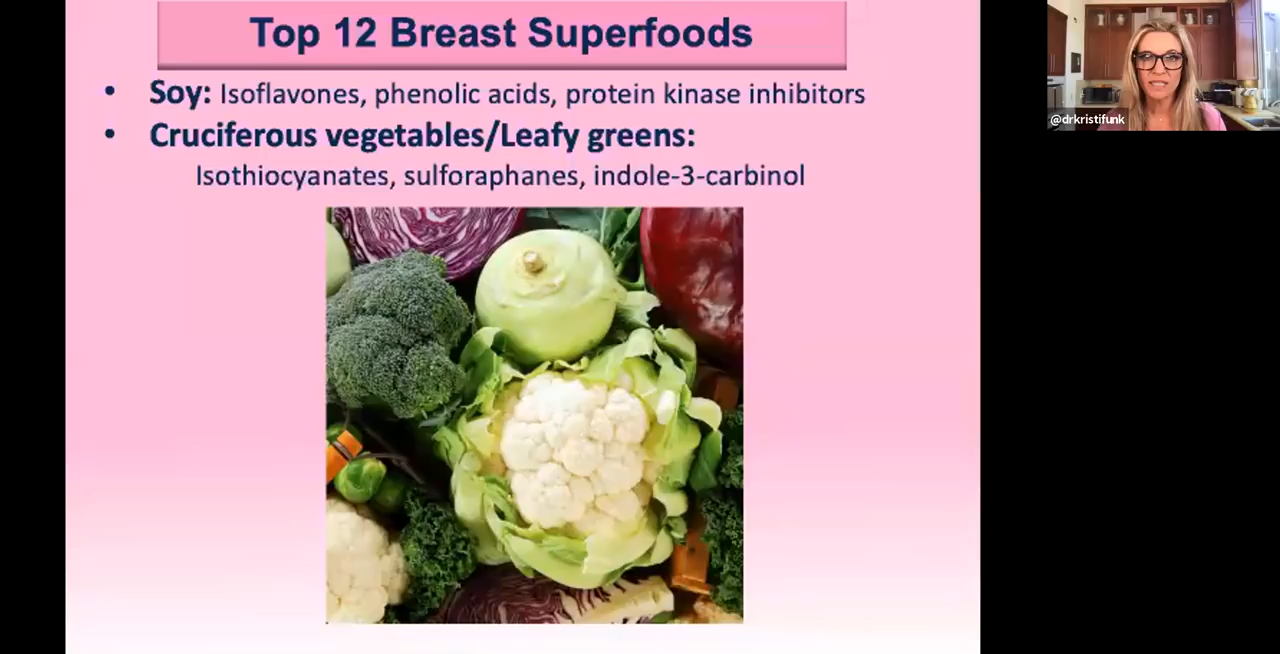 Top 12 Breast Superfoods
• Soy: Isoflavones, phenolic acids, protein kinase inhibitors
• Cruciferous vegetables/Leafy greens:
Isothiocyanates, sulforaphanes, indole-3-carbinol
@drkristifunk